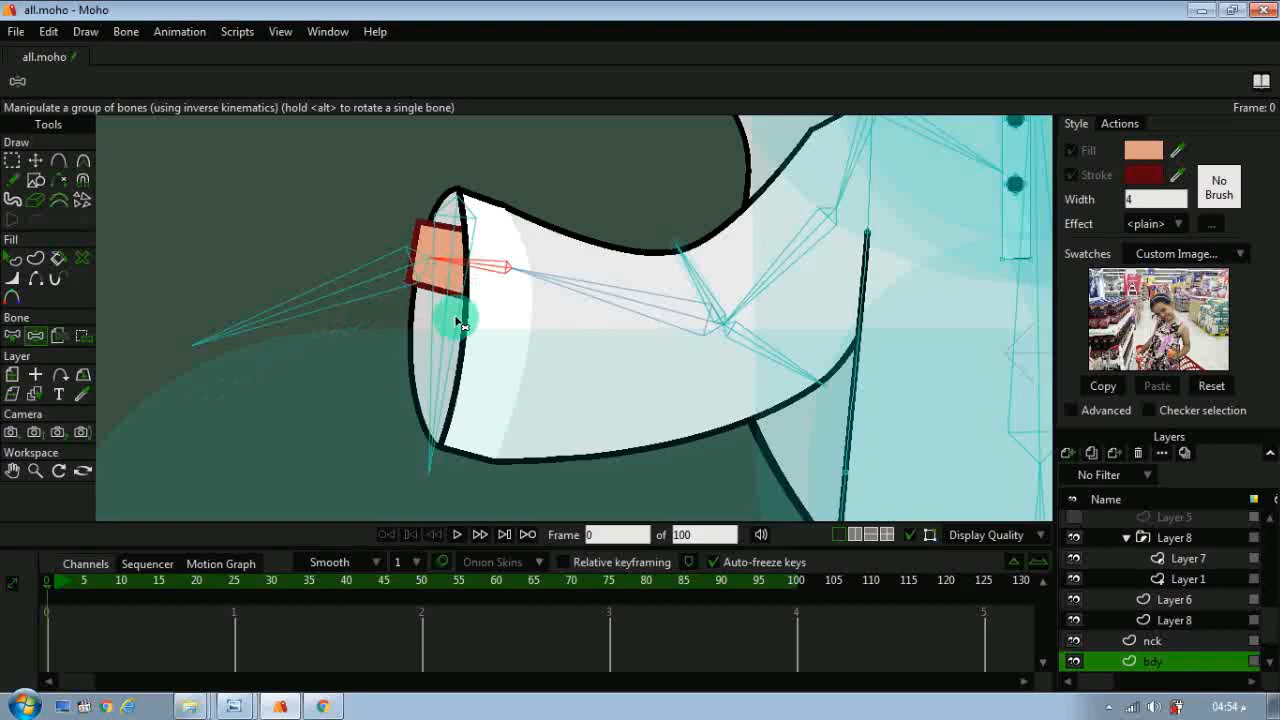 all.moho - Moho
File Edit Draw Bone Animation Scripts View Window Help
all.moho
Manipulate a group of bones (using inverse kinematics) (hold <alt> to rotate a single bone)
Frame: 0
Tools
Draw
Fill
Bone
Layer
T
Camera
Workspace
Style Actions
Fill
Stroke
No
Brush
Width 4
Effect <plain> ...
Swatches Custom Image...
Copy Paste Reset
Advanced Checker selection
Layers
No Filter
Name
Layer 5
Layer 8
Layer 7
Layer 1
Layer 6
Layer 8
nck
bdy
Frame 0 of 100 Display Quality
Channels Sequencer Motion Graph Smooth 1 Onion Skins Relative keyframing Auto-freeze keys
0 5 10 15 20 25 30 35 40 45 50 55 60 65 70 75 80 85 90 95 100 105 110 115 120 125 130
0 1 2 3 4 5
04:54 م